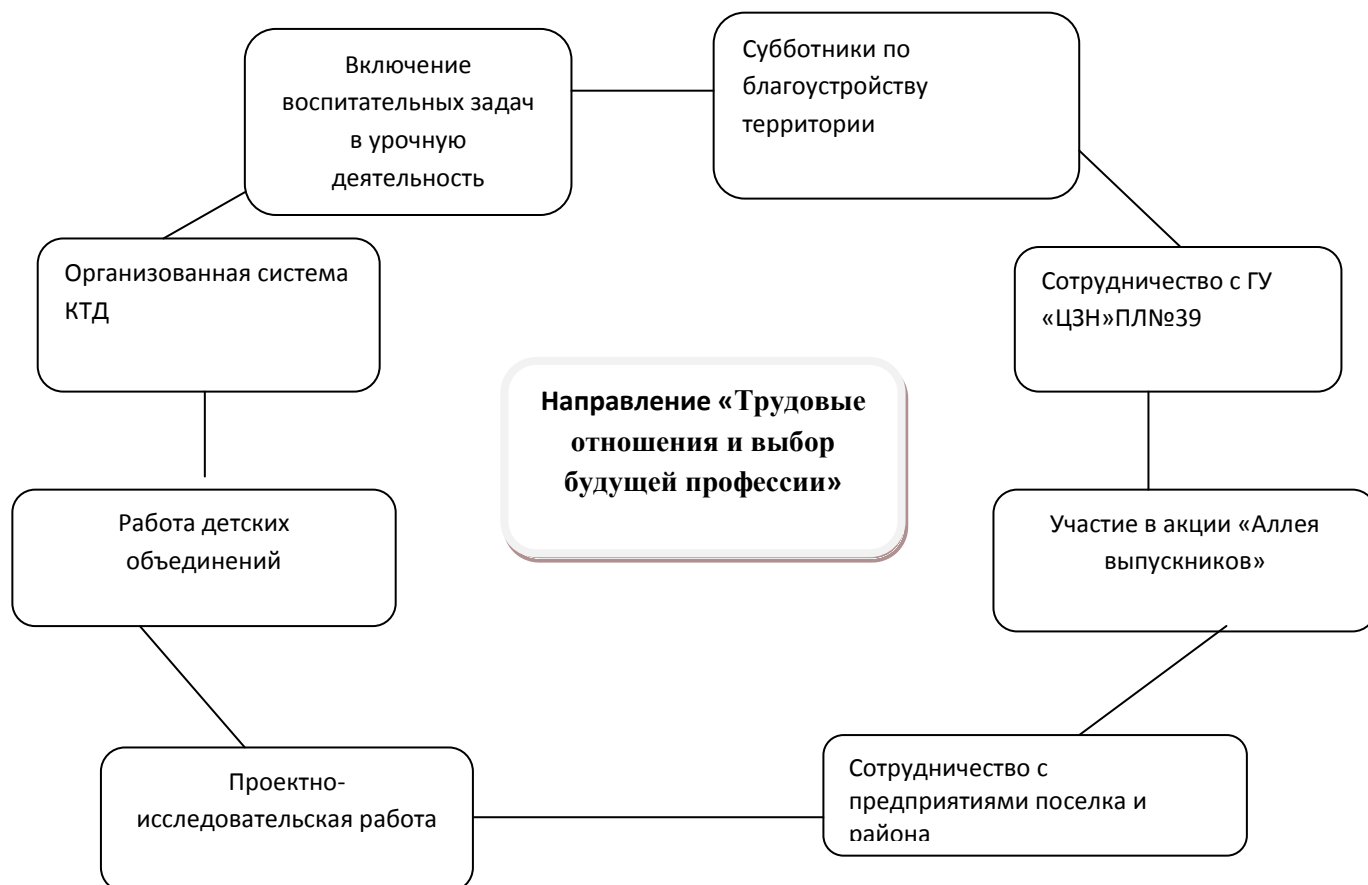 Включение
воспитательных задач
в урочную
деятельность
Субботники по
благоустройству
территории
Организованная система
КТД
Сотрудничество с ГУ
«ЦЗН»ПЛ№39
Направление «Трудовые
отношения и выбор
будущей профессии»
Работа детских
объединений
Участие в акции «Аллея
выпускников»
Проектно-
исследовательская работа
Сотрудничество с
предприятиями поселка и
района